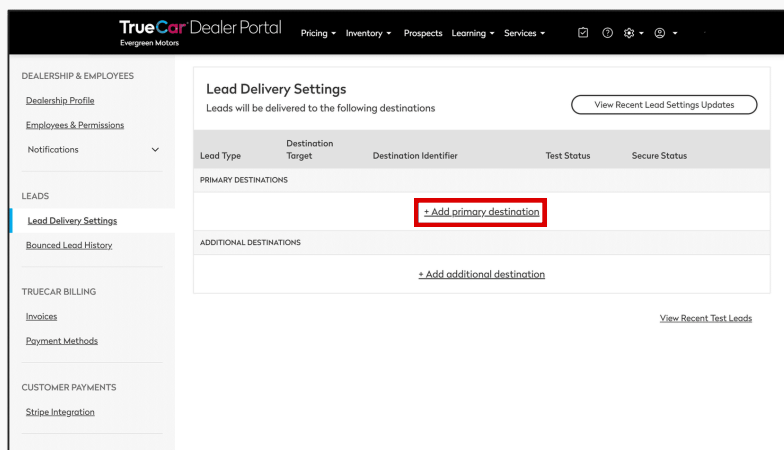 TrueCar Dealer Portal
Evergreen Motors
Pricing Inventory Prospects Learning Services
DEALERSHIP & EMPLOYEES
Dealership Profile
Employees & Permissions
Notifications
LEADS
Lead Delivery Settings
Bounced Lead History
TRUECAR BILLING
Invoices
Payment Methods
CUSTOMER PAYMENTS
Stripe Integration
Lead Delivery Settings
Leads will be delivered to the following destinations
View Recent Lead Settings Updates
Lead Type
Destination
Target
Destination Identifier
Test Status
Secure Status
PRIMARY DESTINATIONS
+ Add primary destination
ADDITIONAL DESTINATIONS
+ Add additional destination
View Recent Test Leads